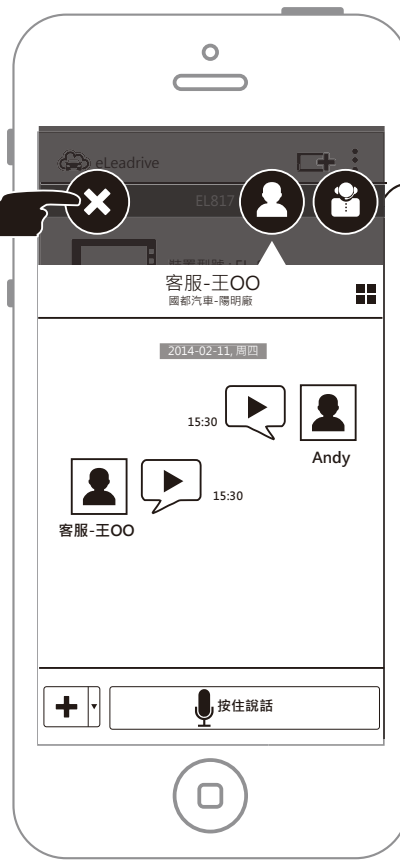 eLeadrive
EL817
客服-王OO
國都汽車-陽明廠
2014-02-11, 周四
15:30
Andy
15:30
客服-王OO
按住說話